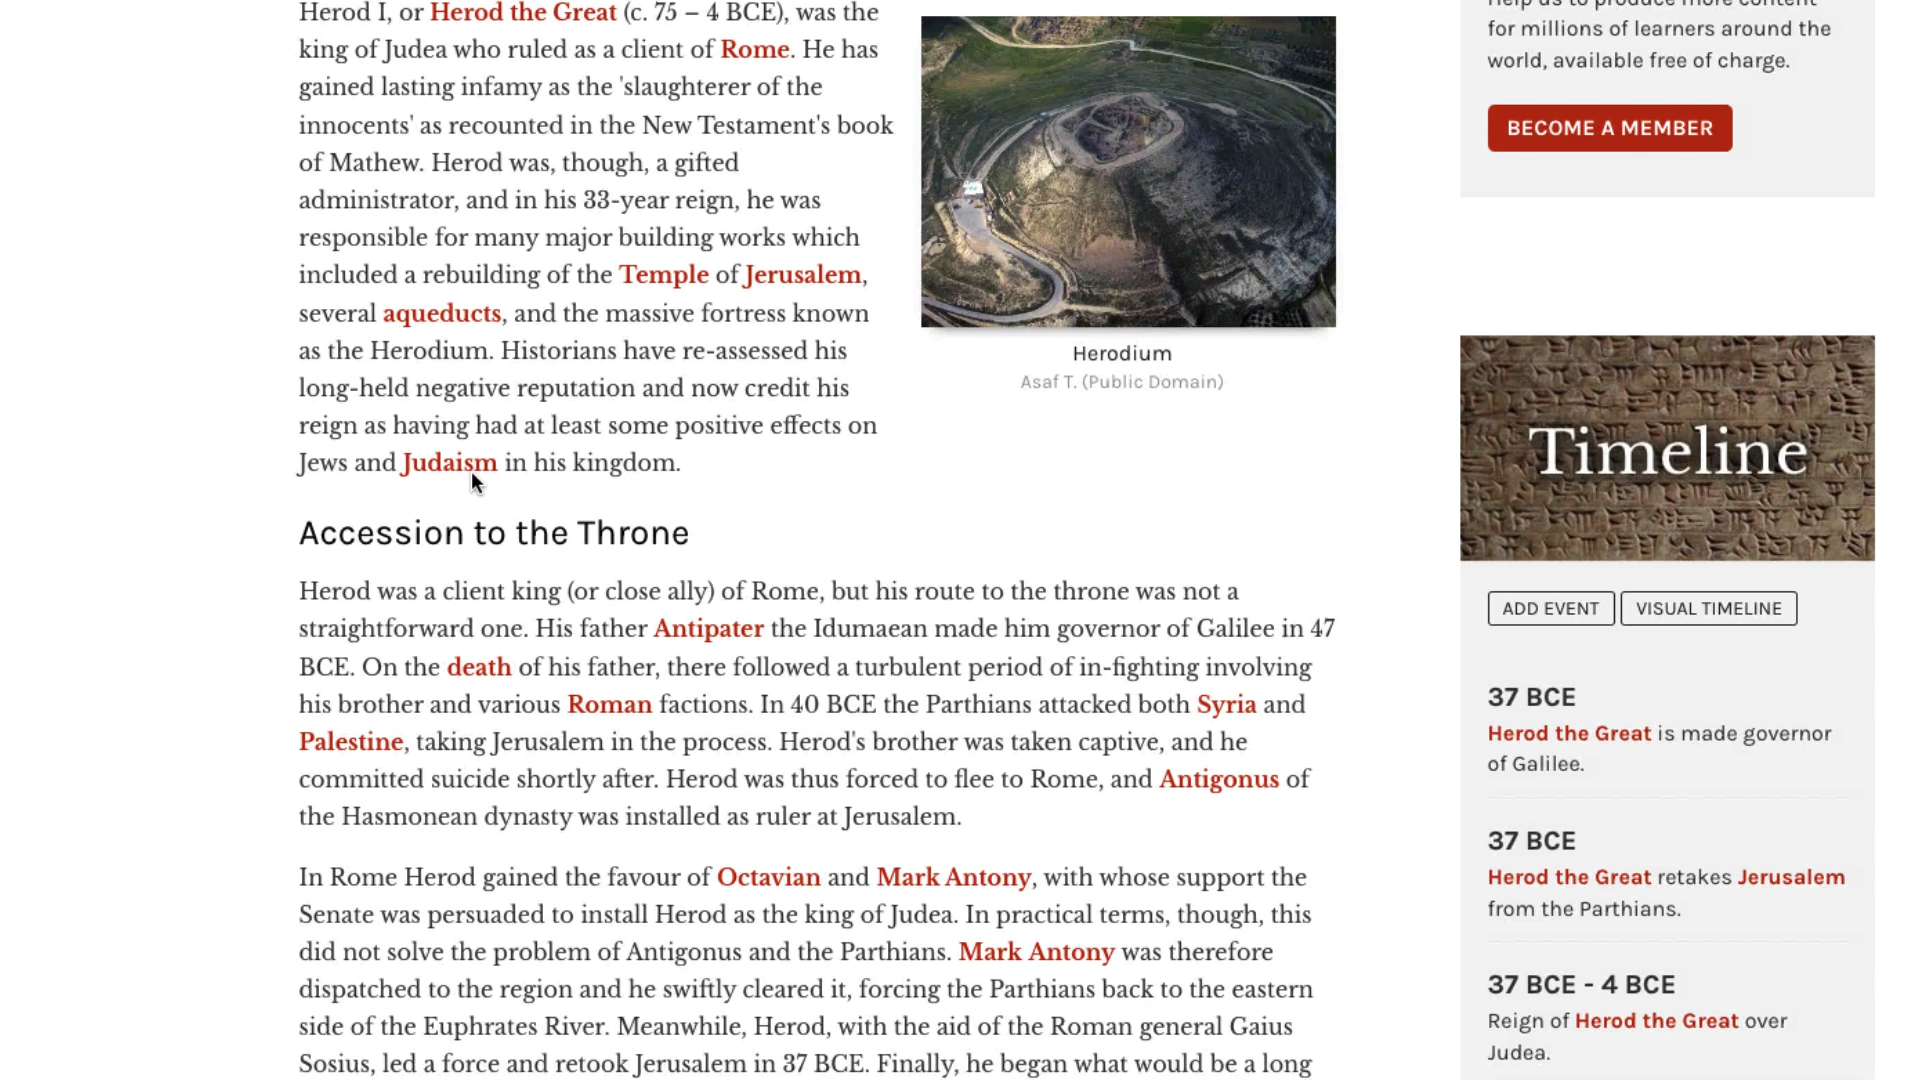 Herod I, or Herod the Great (c. 75 – 4 BCE), was the
king of Judea who ruled as a client of Rome. He has
gained lasting infamy as the 'slaughterer of the
innocents' as recounted in the New Testament's book
of Mathew. Herod was, though, a gifted
administrator, and in his 33-year reign, he was
responsible for many major building works which
included a rebuilding of the Temple of Jerusalem,
several aqueducts, and the massive fortress known
as the Herodium. Historians have re-assessed his
long-held negative reputation and now credit his
reign as having had at least some positive effects on
Jews and Judaism in his kingdom.
Herodium
Asaf T. (Public Domain)
Accession to the Throne
Herod was a client king (or close ally) of Rome, but his route to the throne was not a
straightforward one. His father Antipater the Idumaean made him governor of Galilee in 47
BCE. On the death of his father, there followed a turbulent period of in-fighting involving
his brother and various Roman factions. In 40 BCE the Parthians attacked both Syria and
Palestine, taking Jerusalem in the process. Herod's brother was taken captive, and he
committed suicide shortly after. Herod was thus forced to flee to Rome, and Antigonus of
the Hasmonean dynasty was installed as ruler at Jerusalem.
In Rome Herod gained the favour of Octavian and Mark Antony, with whose support the
Senate was persuaded to install Herod as the king of Judea. In practical terms, though, this
did not solve the problem of Antigonus and the Parthians. Mark Antony was therefore
dispatched to the region and he swiftly cleared it, forcing the Parthians back to the eastern
side of the Euphrates River. Meanwhile, Herod, with the aid of the Roman general Gaius
Sosius, led a force and retook Jerusalem in 37 BCE. Finally, he began what would be a long
Help us to produce more content
for millions of learners around the
world, available free of charge.
BECOME A MEMBER
Timeline
ADD EVENT
VISUAL TIMELINE
37 BCE
Herod the Great is made governor
of Galilee.
37 BCE
Herod the Great retakes Jerusalem
from the Parthians.
37 BCE - 4 BCE
Reign of Herod the Great over
Judea.